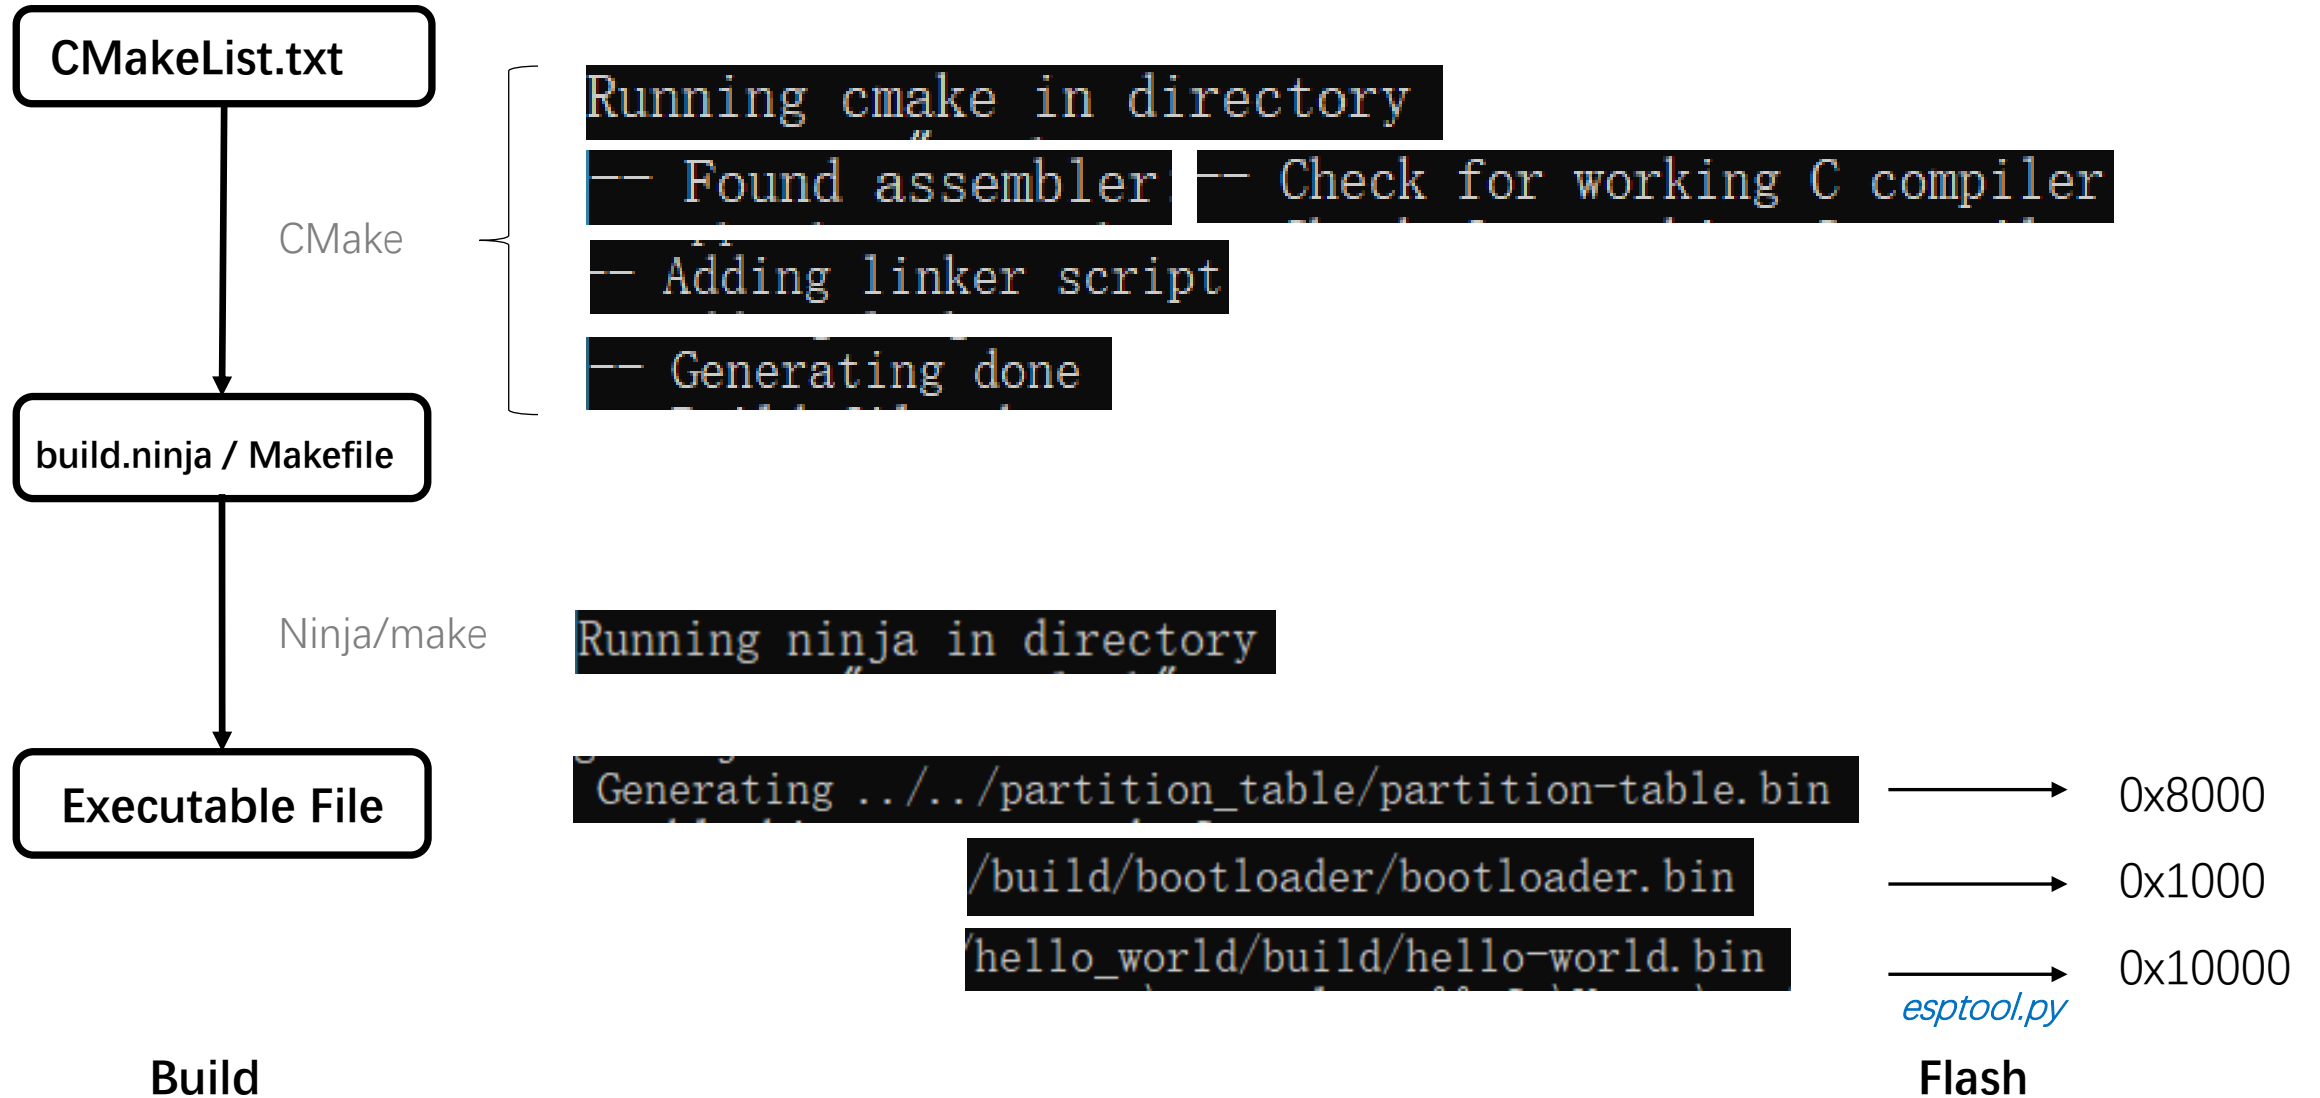 CMakeList.txt
Running cmake in directory
-- Found assembler:
-- Check for working C compiler
CMake
-- Adding linker script
-- Generating done
build.ninja / Makefile
Ninja/make
Running ninja in directory
Executable File
Generating ../../partition_table/partition-table.bin
0x8000
/build/bootloader/bootloader.bin
0x1000
/hello_world/build/hello-world.bin
0x10000
esptool.py
Build
Flash